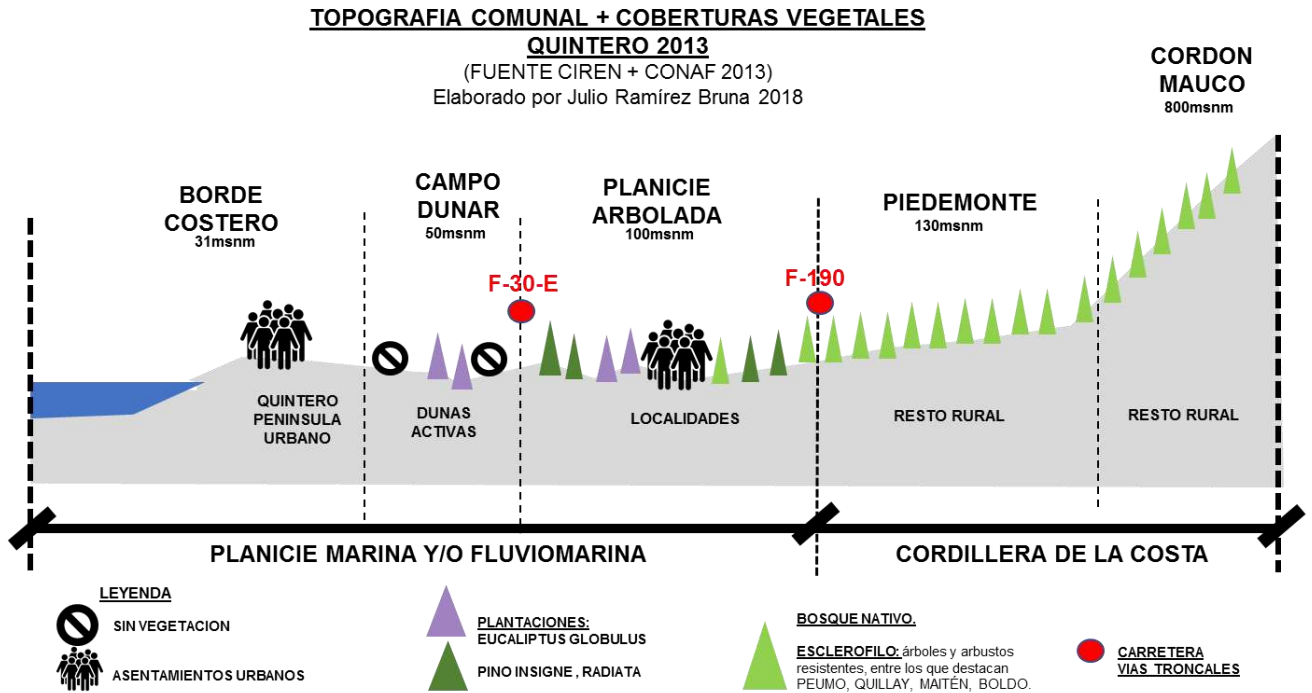 TOPOGRAFIA COMUNAL + COBERTURAS VEGETALES
QUINTERO 2013
(FUENTE CIREN + CONAF 2013)
Elaborado por Julio Ramírez Bruna 2018
CORDON
MAUCO
800msnm
BORDE
COSTERO
31msnm
CAMPO
DUNAR
50msnm
PLANICIE
ARBOLADA
100msnm
PIEDEMONTE
130msnm
F-30-E
F-190
QUINTERO
PENINSULA
URBANO
DUNAS
ACTIVAS
LOCALIDADES
RESTO RURAL
RESTO RURAL
PLANICIE MARINA Y/O FLUVIOMARINA
CORDILLERA DE LA COSTA
LEYENDA
SIN VEGETACION
ASENTAMIENTOS URBANOS
PLANTACIONES:
EUCALIPTUS GLOBULUS
PINO INSIGNE , RADIATA
BOSQUE NATIVO.
ESCLEROFILO: árboles y arbustos
resistentes, entre los que destacan
PEUMO, QUILLAY, MAITÉN, BOLDO.
CARRETERA
VIAS TRONCALES